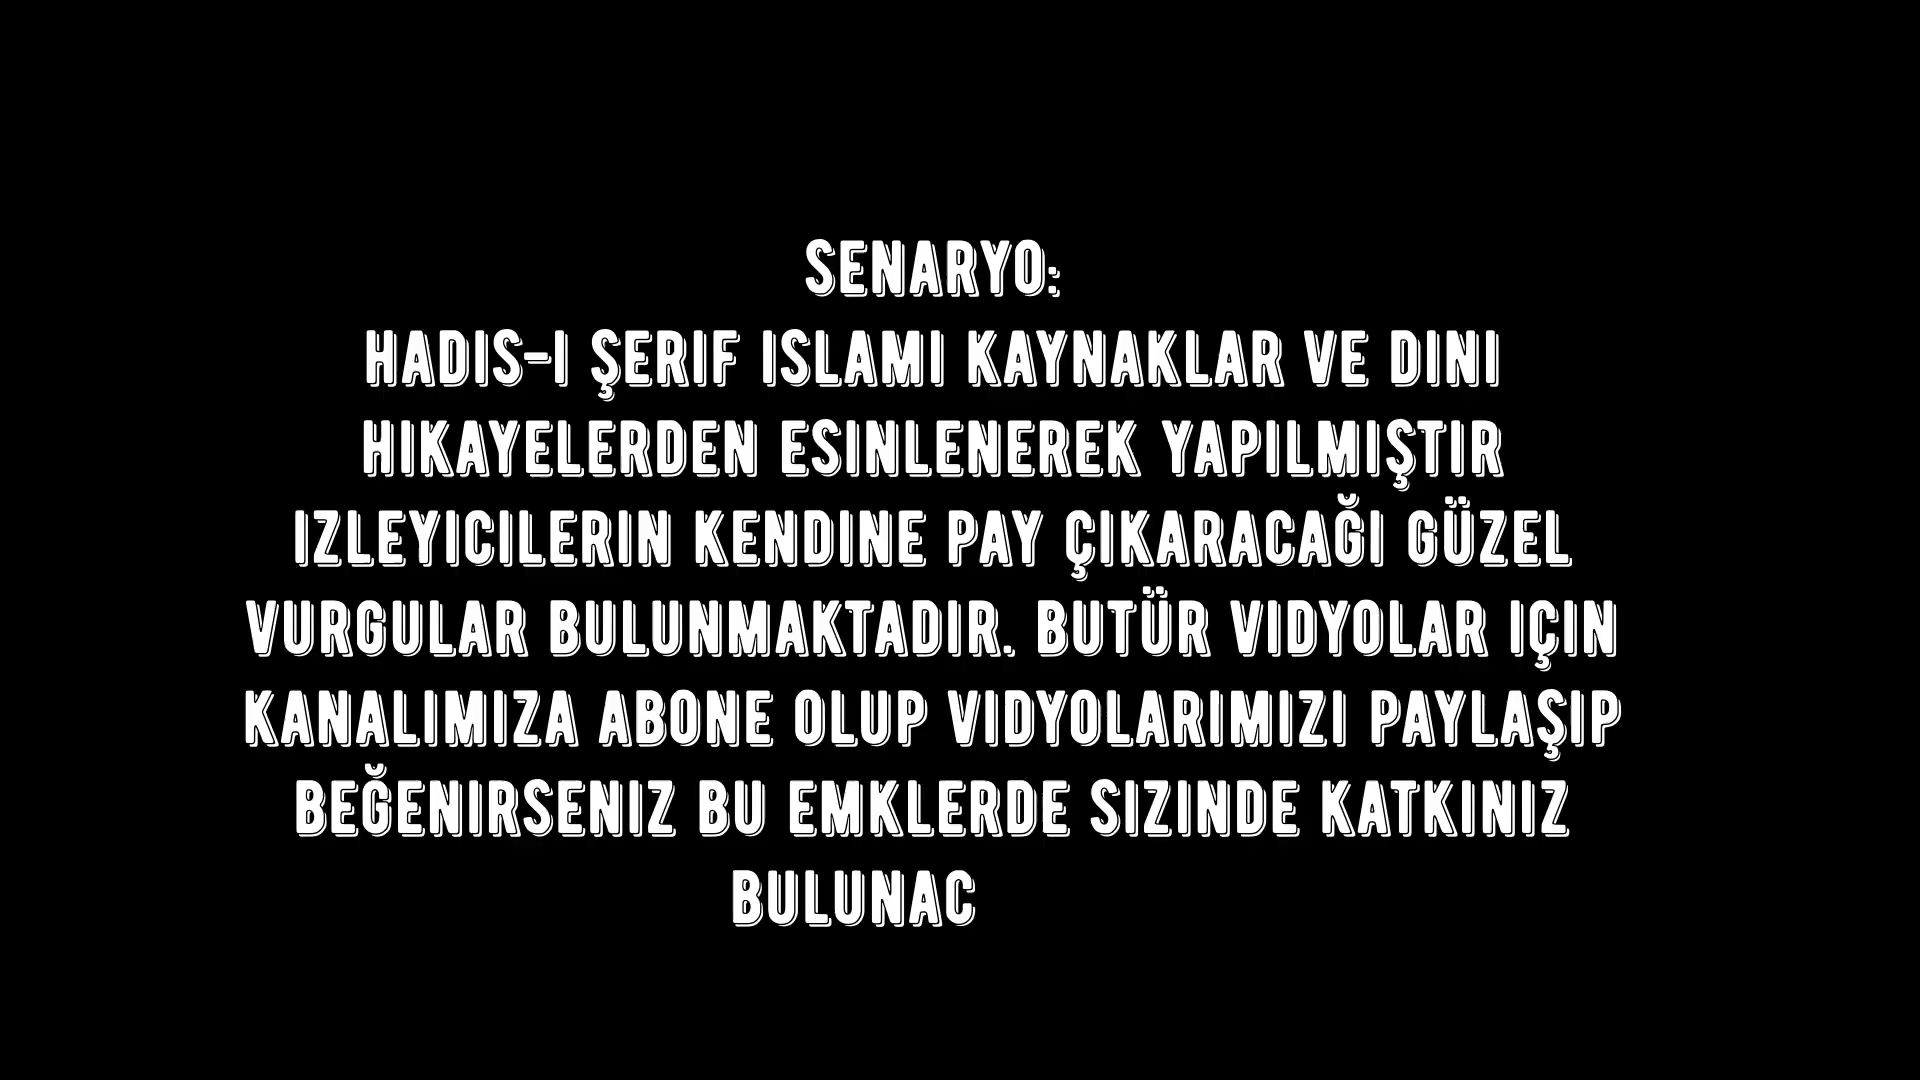 SENARYO:
HADIS-I ŞERIF ISLAMI KAYNAKLAR VE DINI
HIKAYELERDEN ESINLENEREK YAPILMIŞTIR
IZLEYICILERIN KENDINE PAY ÇIKARACAĞI GÜZEL
VURGULAR BULUNMAKTADIR. BUTÜR VIDYOLAR IÇIN
KANALIMIZA ABONE OLUP VIDYOLARIMIZI PAYLAŞIP
BEĞENIRSENIZ BU EMKLERDE SIZINDE KATKINIZ
BULUNAC